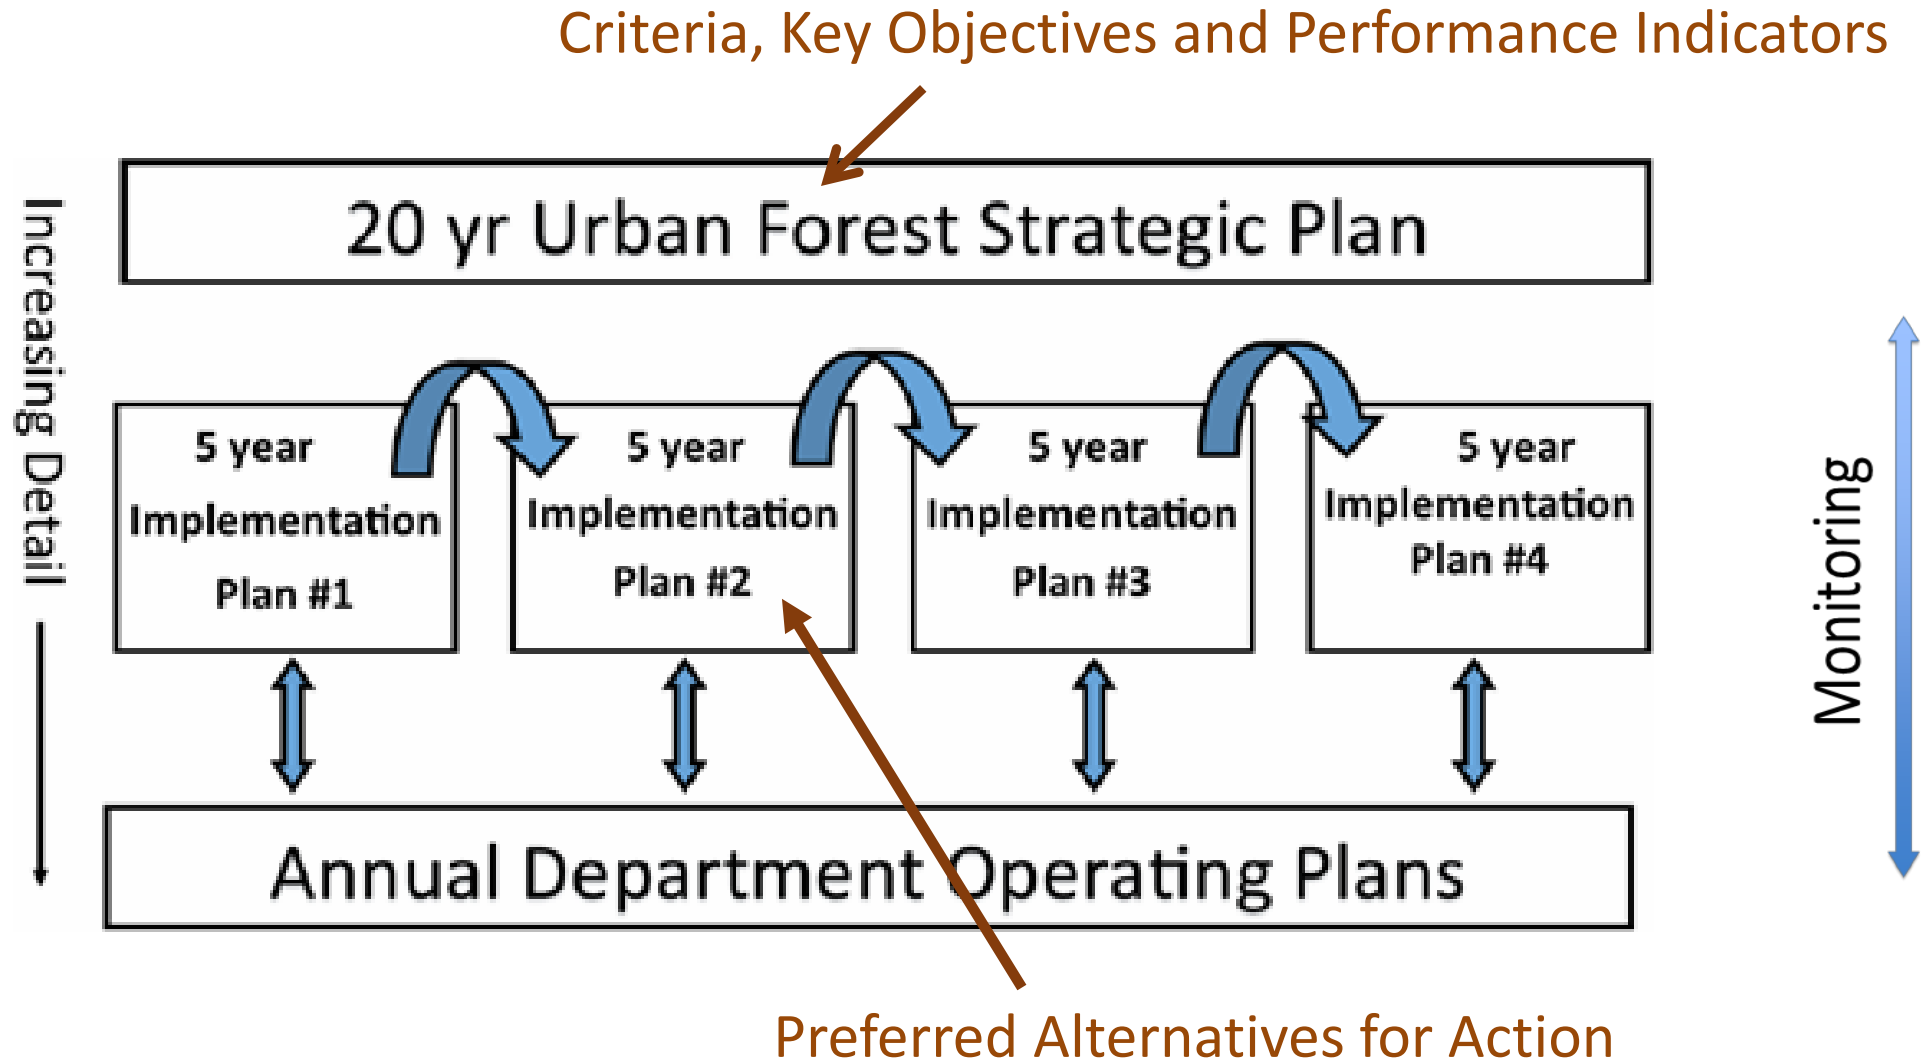 Criteria, Key Objectives and Performance Indicators
20 yr Urban Forest Strategic Plan
Increasing Detail
5 year
Implementation
Plan #1
5 year
Implementation
Plan #2
5 year
Implementation
Plan #3
5 year
Implementation
Plan #4
Monitoring
Annual Department Operating Plans
Preferred Alternatives for Action